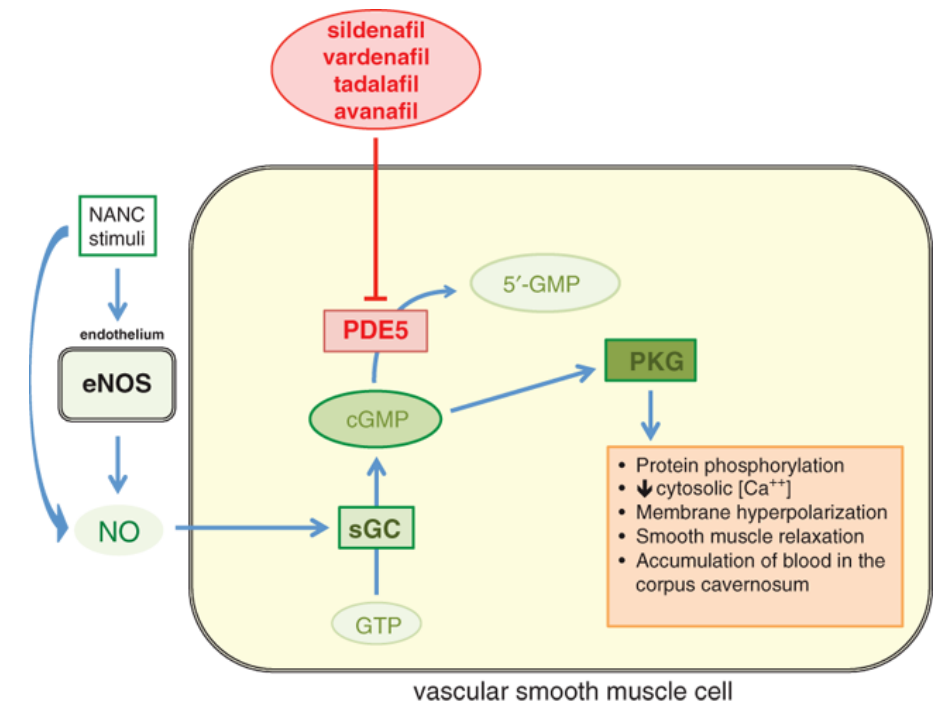 sildenafil
vardenafil
tadalafil
avanafil
NANC
stimuli
endothelium
eNOS
NO
5′-GMP
PDE5
cGMP
PKG
sGC
GTP
• Protein phosphorylation
• 🡇 cytosolic [Ca⁺⁺]
• Membrane hyperpolarization
• Smooth muscle relaxation
• Accumulation of blood in the
corpus cavernosum
vascular smooth muscle cell